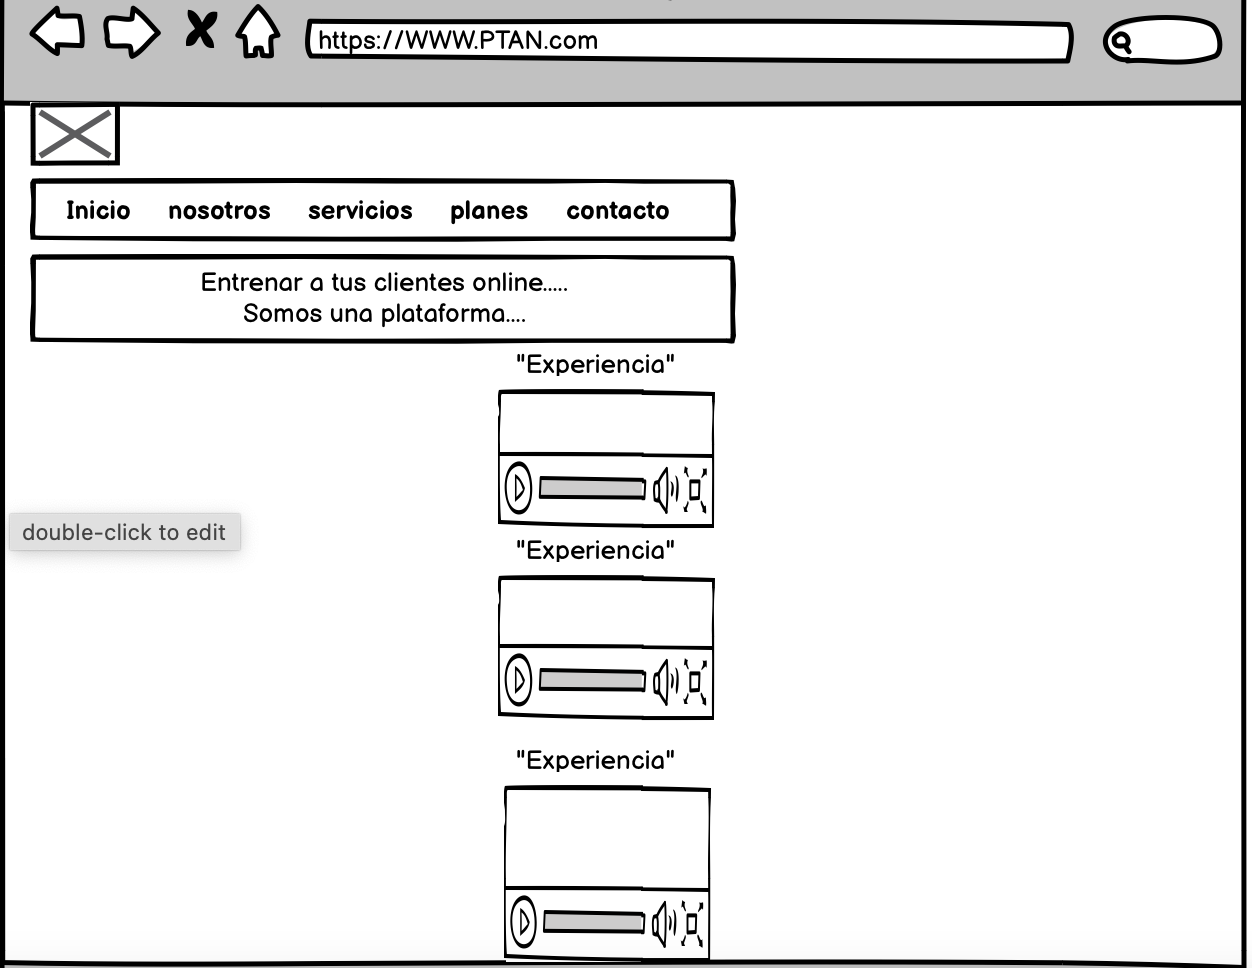 https://WWW.PTAN.com
Inicio nosotros servicios planes contacto
Entrenar a tus clientes online.....
Somos una plataforma....
"Experiencia"
double-click to edit
"Experiencia"
"Experiencia"